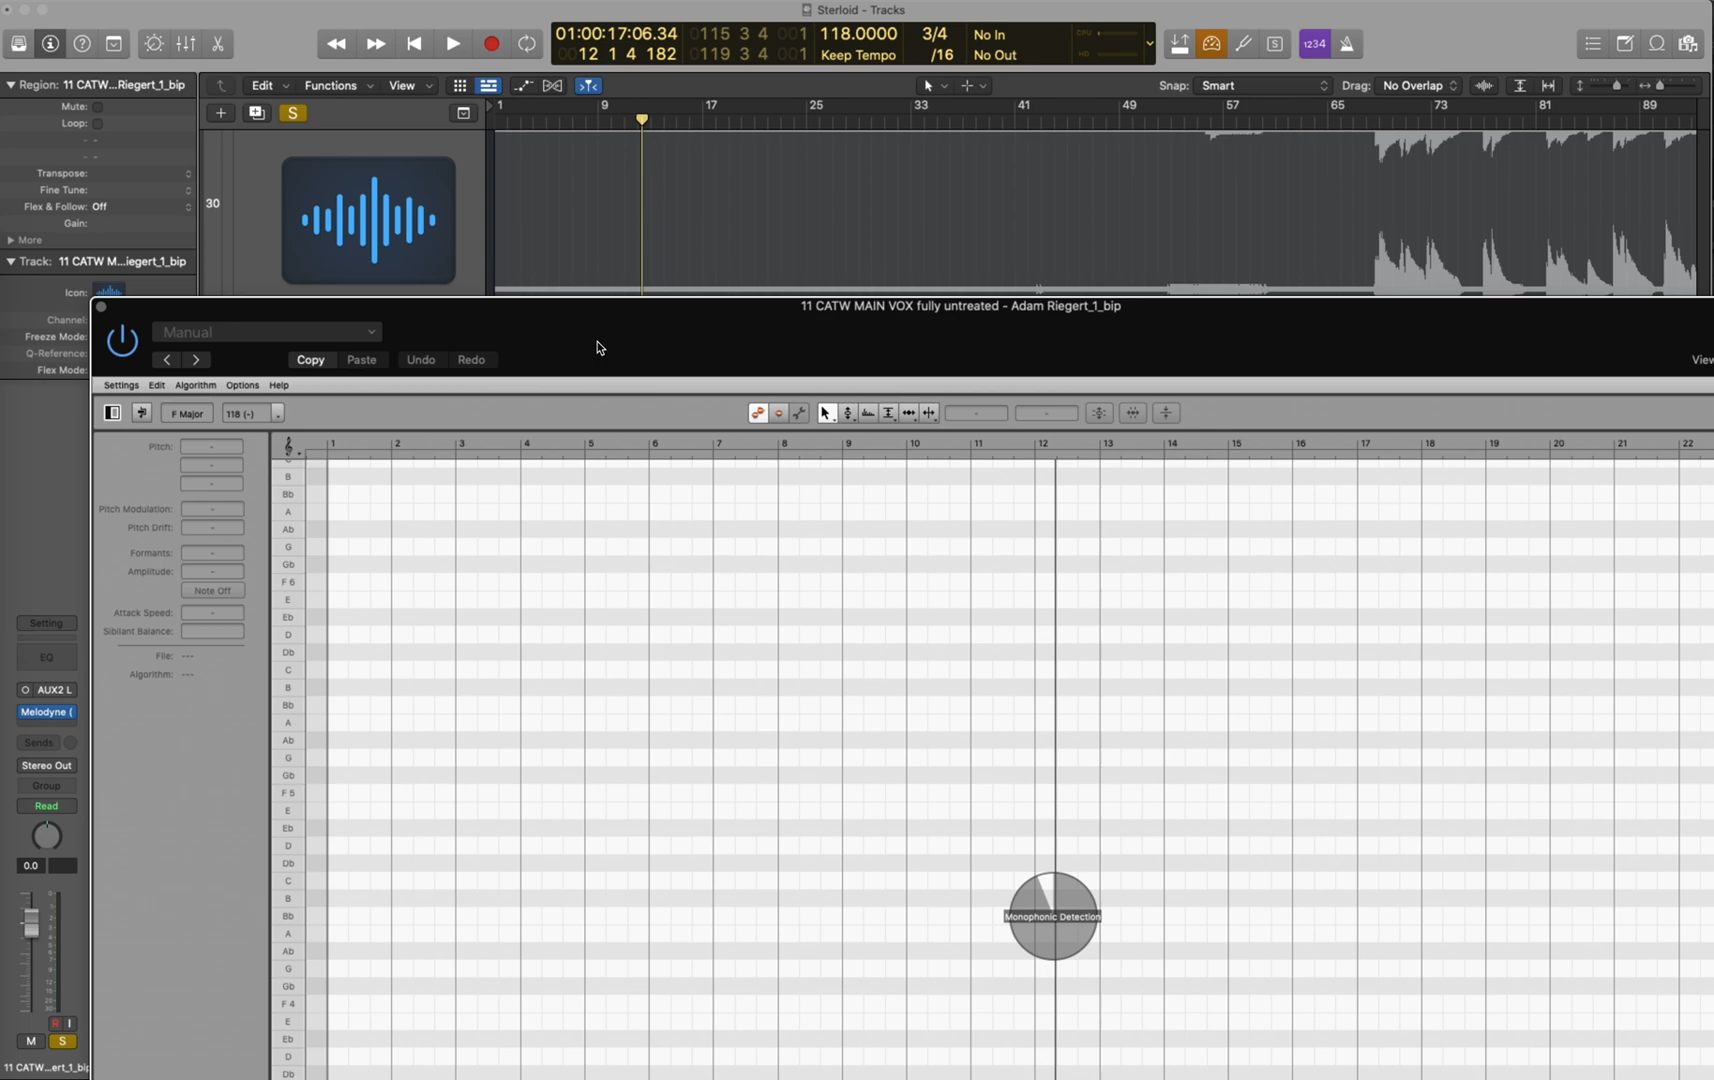 Sterloid - Tracks
01:00:17:06.34 0115 3 4 001 118.0000 3/4 No In CPU
0012 1 4 182 0119 3 4 001 Keep Tempo /16 No Out HD
S 1234
Region: 11 CATW...Riegert_1_bip Edit Functions View Snap: Smart Drag: No Overlap
Mute:
S 1 9 17 25 33 41 49 57 65 73 81 89
Loop:
- -
- -
Transpose:
Fine Tune:
Flex & Follow: Off
30
Gain:
More
Track: 11 CATW M...iegert_1_bip
Icon:
11 CATW MAIN VOX fully untreated - Adam Riegert_1_bip
Channel:
Freeze Mode:
Q-Reference:
Flex Mode:
Manual
< > Copy Paste Undo Redo View
Settings Edit Algorithm Options Help
F Major 118 (-) - -
1 2 3 4 5 6 7 8 9 10 11 12 13 14 15 16 17 18 19 20 21 22
Pitch: -
-
-
Pitch Modulation: -
Pitch Drift: -
Formants: -
Amplitude: -
Note Off
Attack Speed: -
Sibilant Balance:
File: ---
Algorithm: ---
C
B
Bb
A
Ab
G
Gb
F 6
E
Eb
D
Db
C
B
Bb
A
Ab
G
Gb
F 5
E
Eb
D
Db
C
B
Bb
A
Ab
G
Gb
F 4
E
Eb
D
Db
Monophonic Detection
Setting
EQ
AUX2 L
Melodyne (
Sends
Stereo Out
Group
Read
0.0
R I
M S
11 CATW...ert_1_bip